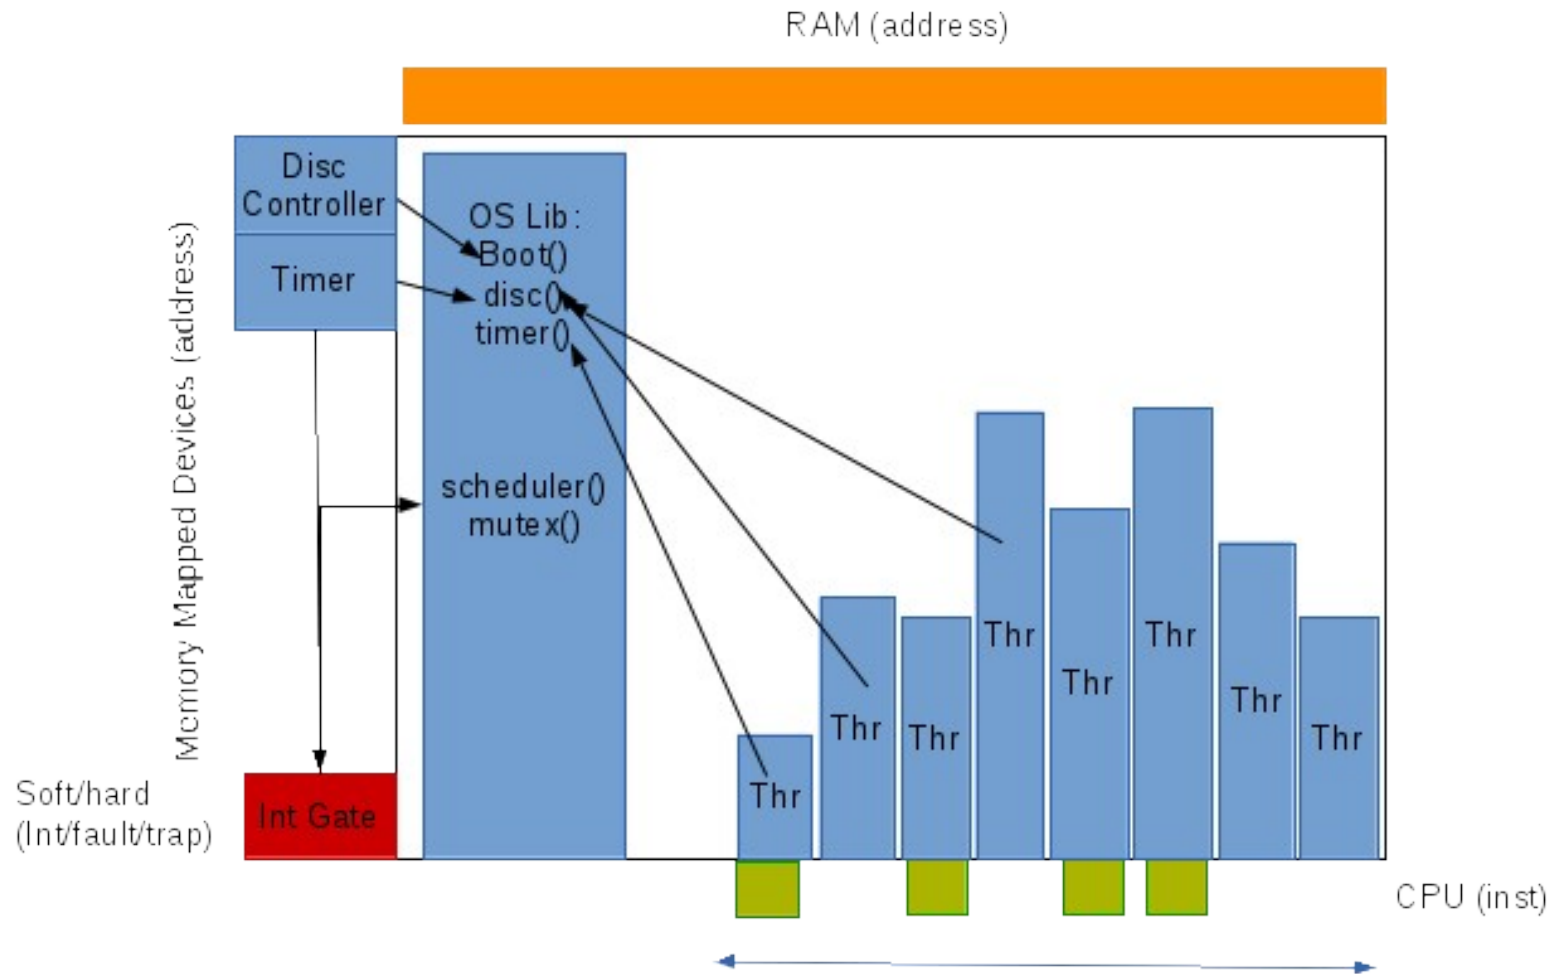 RAM (address)
Disc
Controller
Timer
OS Lib:
Boot()
disc()
timer()
scheduler()
mutex()
Memory Mapped Devices (address)
Soft/hard
(Int/fault/trap)
Int Gate
Thr
Thr
Thr
Thr
Thr
Thr
Thr
Thr
CPU (inst)